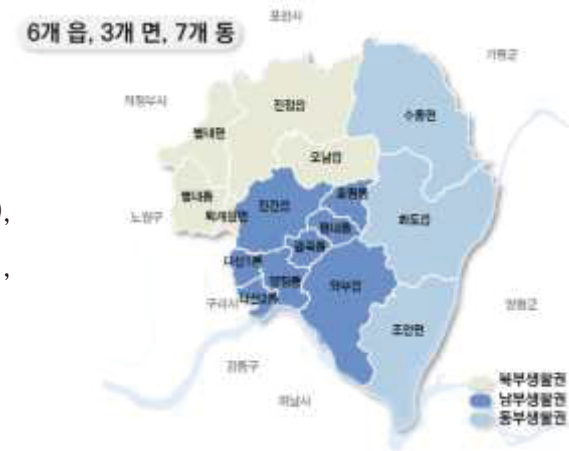 6개 읍, 3개 면, 7개 동
포천시
가평군
의정부시
진접읍
수동면
별내면
오남읍
별내동
퇴계원면
진건읍
호평동
노원구
평내동
화도읍
금곡동
다산1동
양정동
와부읍
구리시
다산2동
양평군
조안면
강동구
하남시
북부생활권
남부생활권
동부생활권
,
,